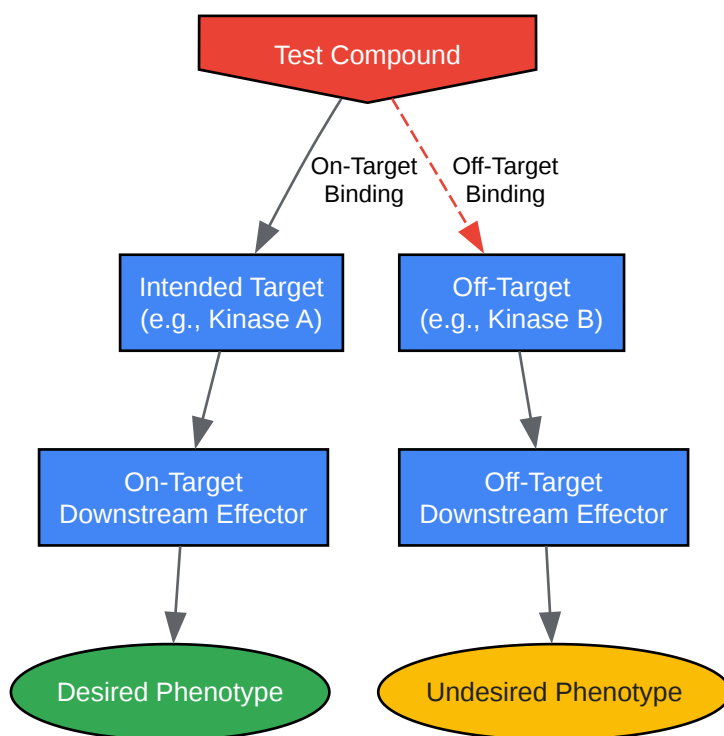 Test Compound
On-Target
Binding
Off-Target
Binding
Intended Target
(e.g., Kinase A)
Off-Target
(e.g., Kinase B)
On-Target
Downstream Effector
Off-Target
Downstream Effector
Desired Phenotype
Undesired Phenotype